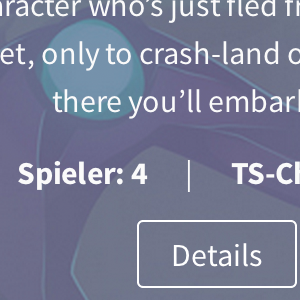 aracter who's just fled fr
et, only to crash-land o
there you'll embark
Spieler: 4 | TS-Ch
Details